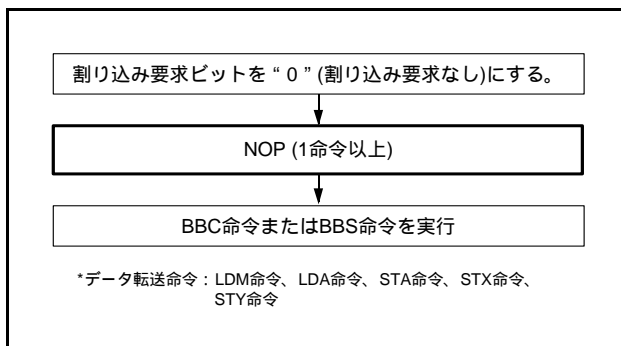 割り込み要求ビットを “ 0 ” (割り込み要求なし)にする。
NOP (1命令以上)
BBC命令またはBBS命令を実行
*データ転送命令：LDM命令、LDA命令、STA命令、STX命令、
STY命令